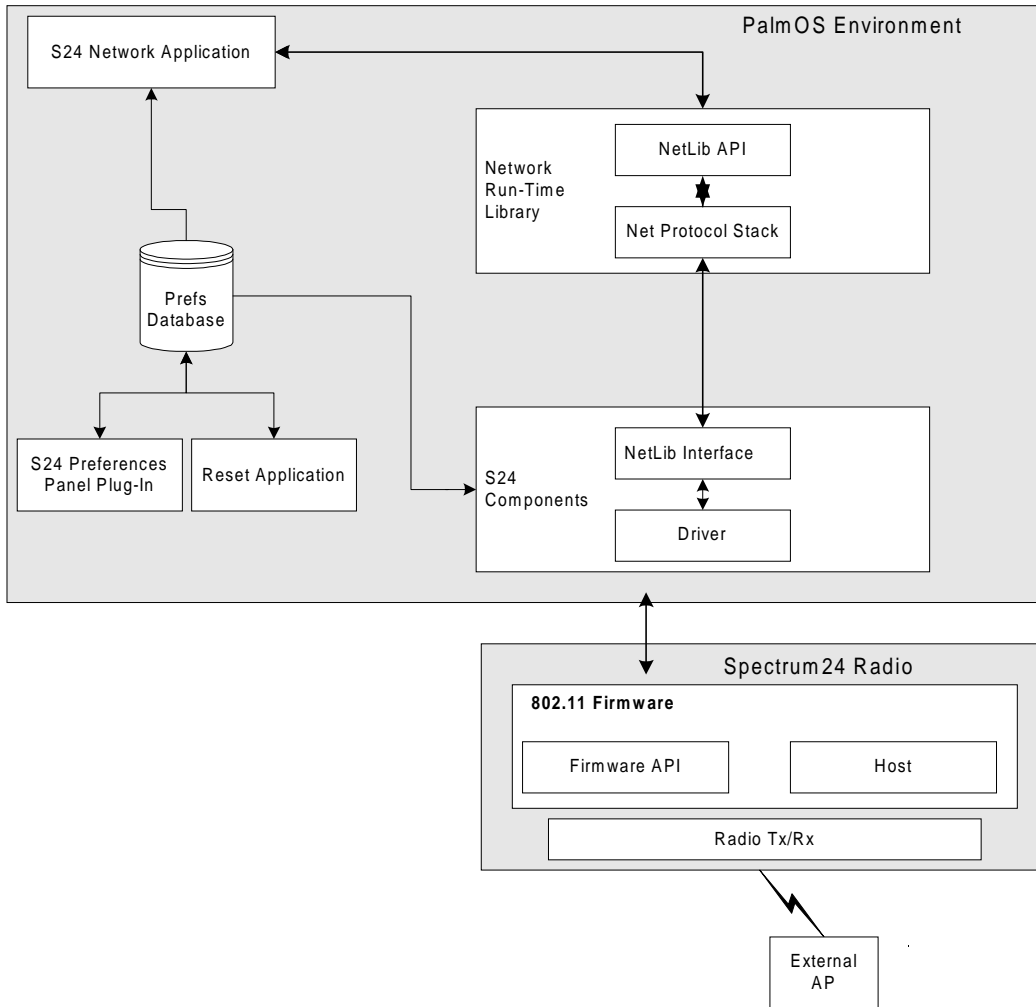 PalmOS Environment
S24 Network Application
NetLib API
Network
Run-Time
Library
Net Protocol Stack
Prefs
Database
S24 Preferences
Panel Plug-In
Reset Application
NetLib Interface
S24
Components
Driver
Spectrum24 Radio
802.11 Firmware
Firmware API
Host
Radio Tx/Rx
External
AP